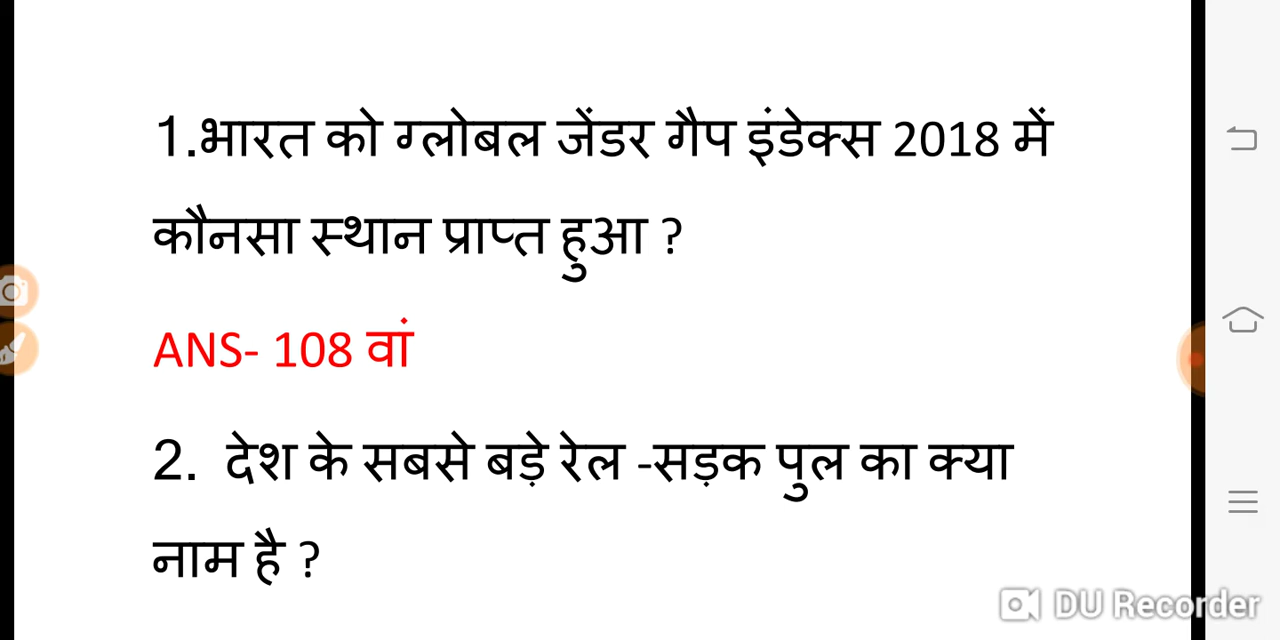 1.भारत को ग्लोबल जेंडर गैप इंडेक्स 2018 में
कौनसा स्थान प्राप्त हुआ ?
ANS- 108 वां
2. देश के सबसे बड़े रेल -सड़क पुल का क्या
नाम है ?
DU Recorder